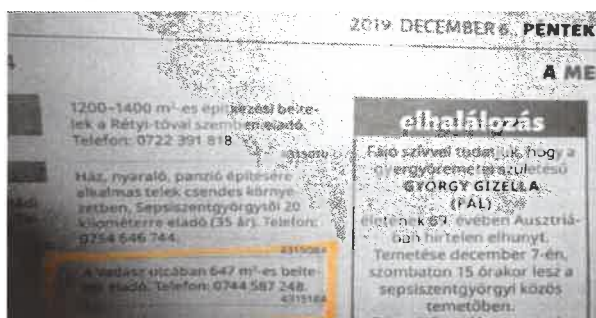 2019. DECEMBER 6., PÉNTEK
A ME
1200–1400 m²-es építkezési belte-
lek a Rétyi-tóval szemben eladó.
Telefon: 0722 391 818
Ház, nyaraló, panzió építésére
alkalmas telek csendes környe-
zetben, Sepsiszentgyörgytől 20
kilométerre eladó (35 ár). Telefon:
0754 646 744.
4315084
A Vadász utcában 647 m²-es belte-
lek eladó. Telefon: 0744 587 248.
4315184
elhalálozás
Fájó szívvel tudatjuk, hogy a
gyergyóremetei születésű
GYÖRGY GIZELLA
(PÁL)
életének 69. évében Ausztriá-
ban hirtelen elhunyt.
Temetése december 7-én,
szombaton 15 órakor lesz a
sepsiszentgyörgyi közös
temetőben.